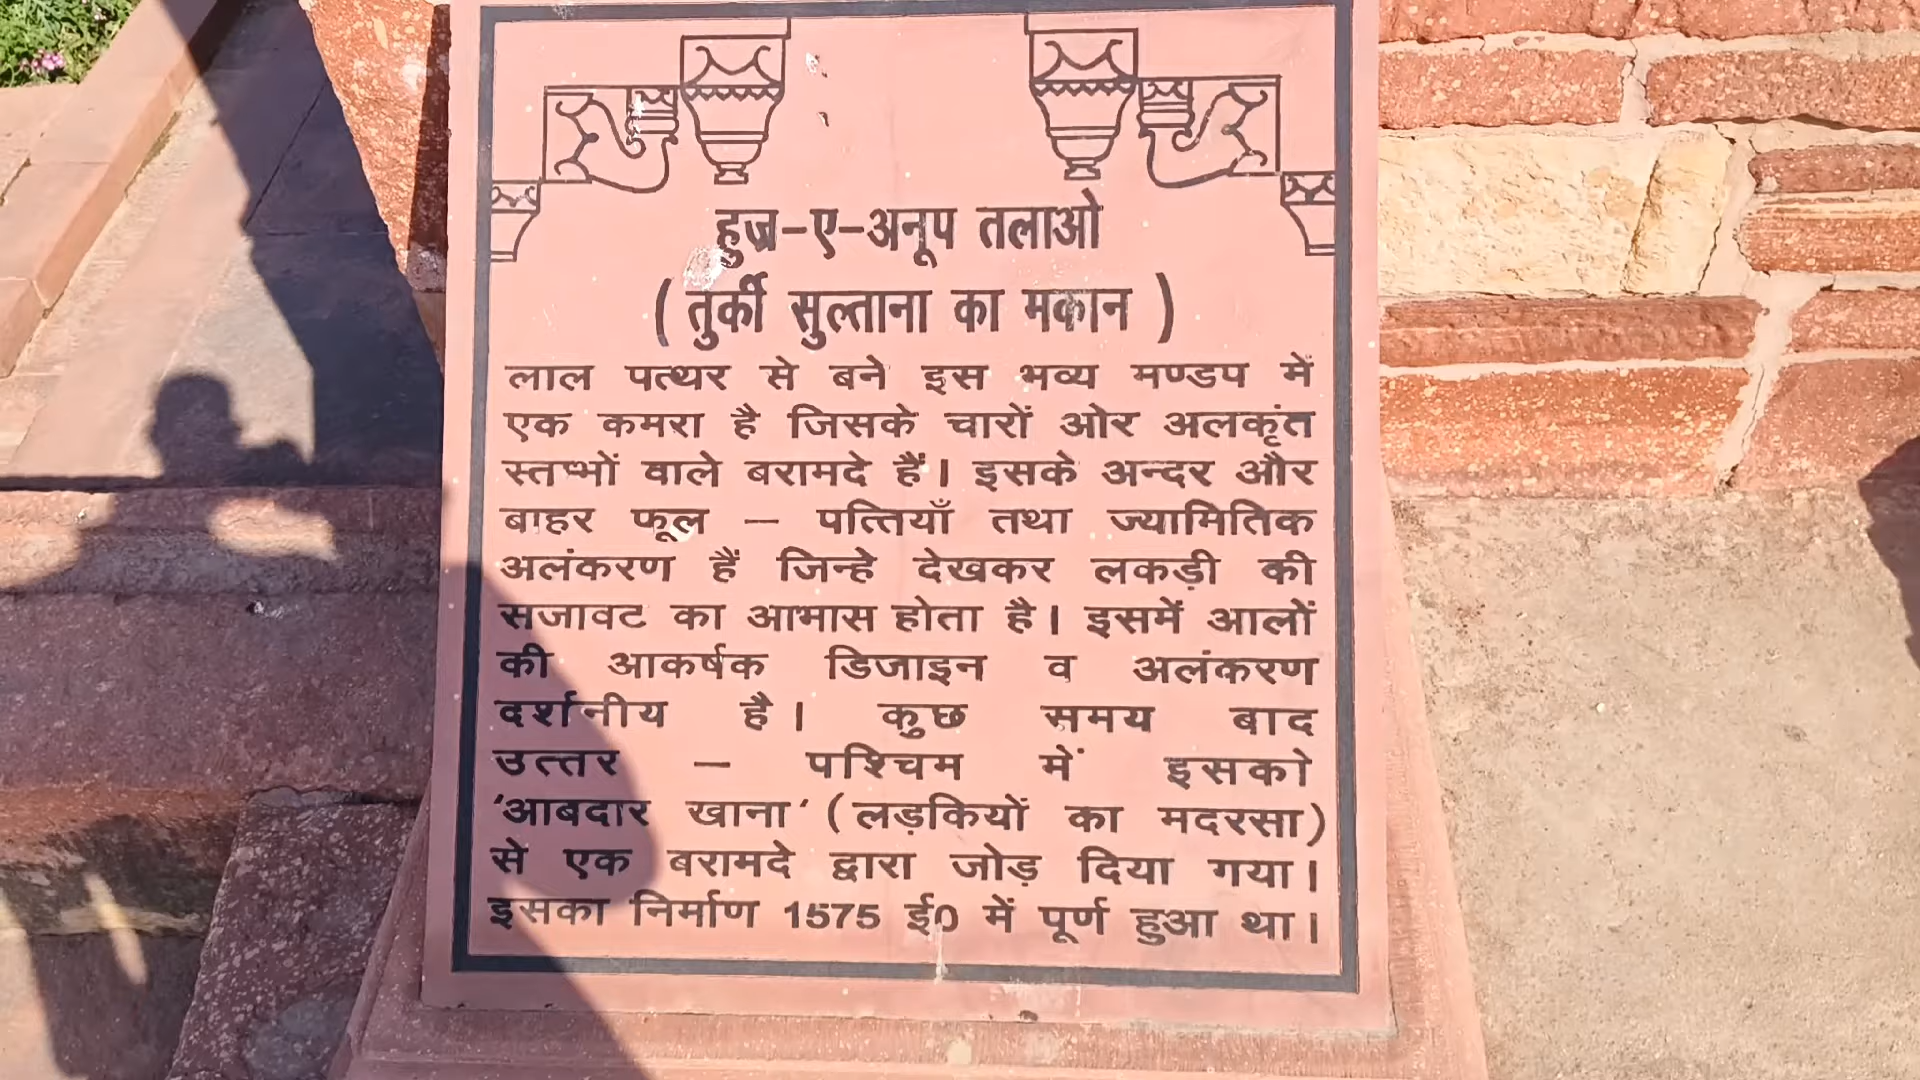 हुज्र-ए-अनूप तलाओ
( तुर्की सुल्ताना का मकान )
लाल पत्थर से बने इस भव्य मण्डप में
एक कमरा है जिसके चारों ओर अलकृंत
स्तम्भों वाले बरामदे हैं। इसके अन्दर और
बाहर फूल – पत्तियाँ तथा ज्यामितिक
अलंकरण हैं जिन्हे देखकर लकड़ी की
सजावट का आभास होता है। इसमें आलों
की आकर्षक डिजाइन व अलंकरण
दर्शनीय है। कुछ समय बाद
उत्तर – पश्चिम में इसको
‘आबदार खाना‘ (लड़कियों का मदरसा)
से एक बरामदे द्वारा जोड़ दिया गया।
इसका निर्माण 1575 ई0 में पूर्ण हुआ था।